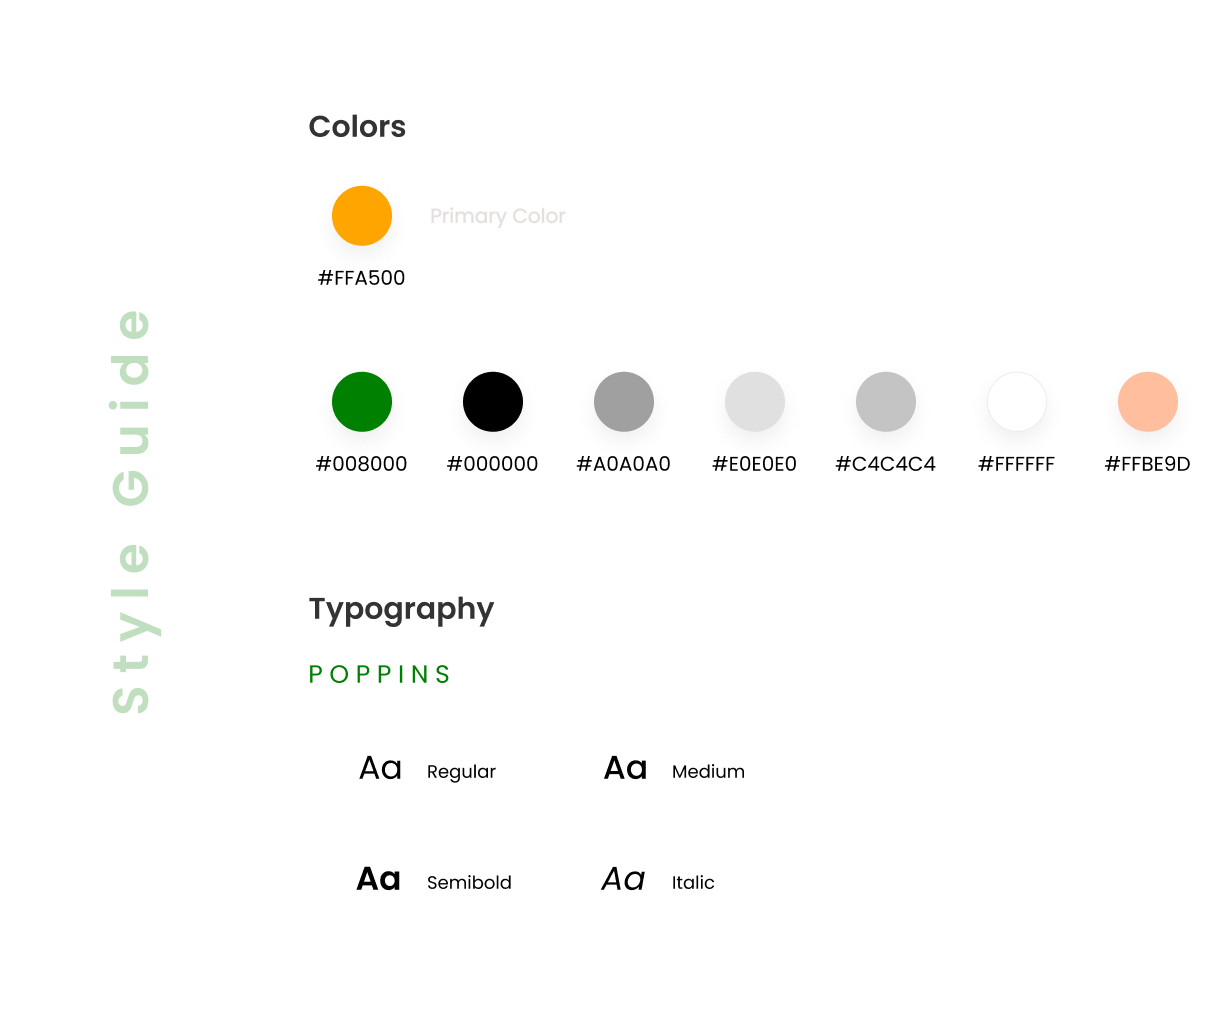 Style Guide
Colors
Primary Color
#FFA500
#008000 #000000 #A0A0A0 #E0E0E0 #C4C4C4 #FFFFFF #FFBE9D
Typography
POPPINS
Aa Regular Aa Medium
Aa Semibold Aa Italic